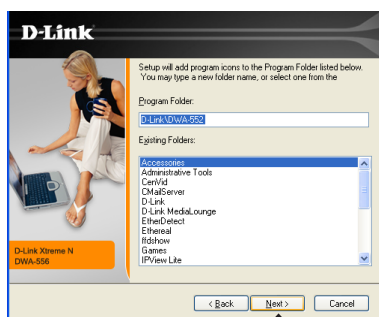 D-Link
Setup will add program icons to the Program Folder listed below.
You may type a new folder name, or select one from the
Program Folder:
D-Link\DWA-552
Existing Folders:
Accessories
Administrative Tools
CenVid
CMailServer
D-Link
D-Link MediaLounge
EtherDetect
Ethereal
ffdshow
Games
IPView Lite
D-Link Xtreme N
DWA-556
< Back
Next >
Cancel